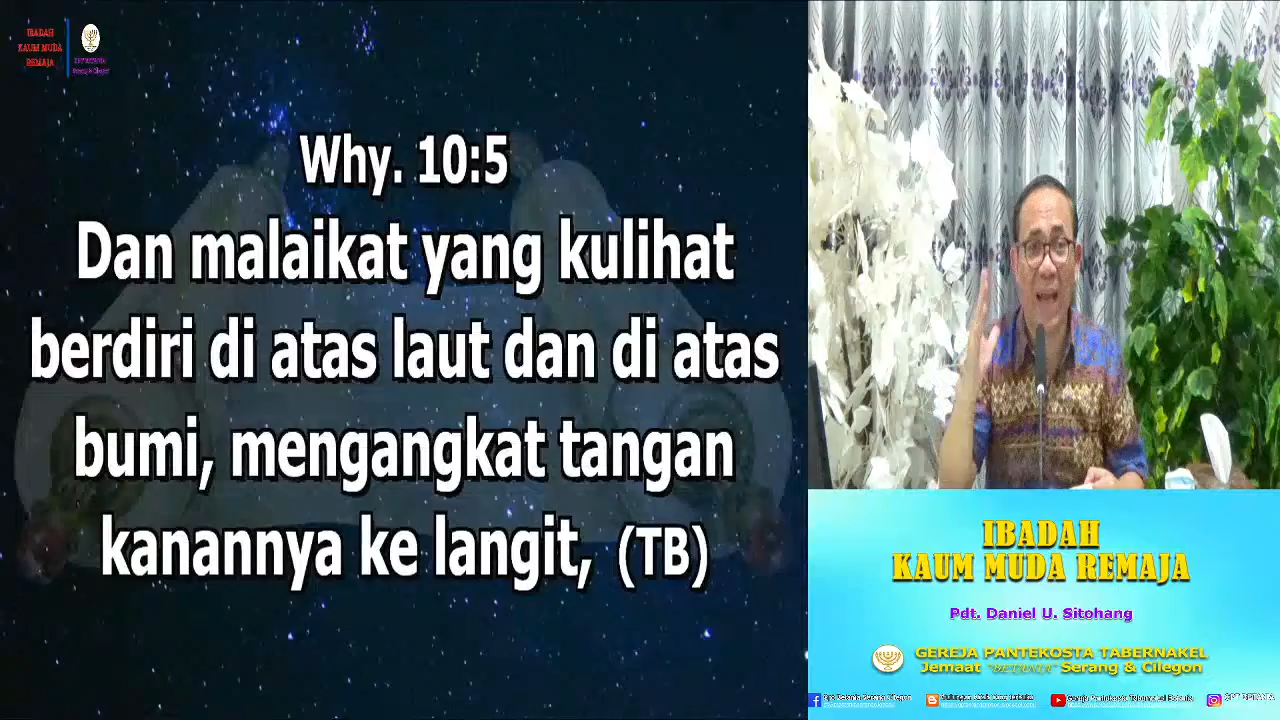 IBADAH
KAUM MUDA
REMAJA
Why. 10:5
Dan malaikat yang kulihat
berdiri di atas laut dan di atas
bumi, mengangkat tangan
kanannya ke langit, (TB)
IBADAH
KAUM MUDA REMAJA
Pdt. Daniel U. Sitohang
GEREJA PANTEKOSTA TABERNAKEL
Jemaat "BETANIA" Serang & Cilegon